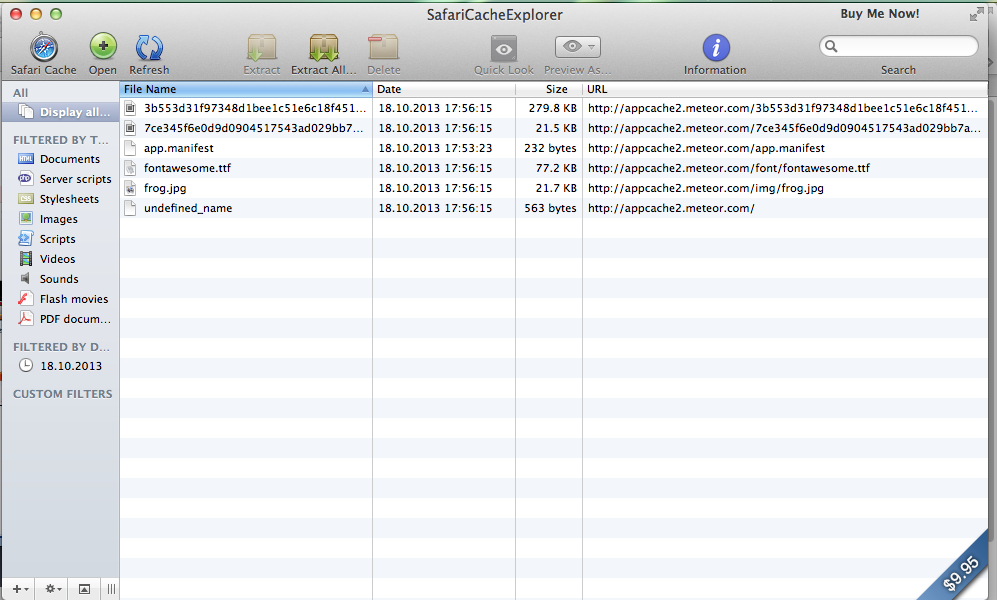 SafariCacheExplorer
Buy Me Now!
Safari Cache Open Refresh Extract Extract All... Delete Quick Look Preview As... Information Search
All
Display all...
FILTERED BY T...
Documents
Server scripts
Stylesheets
Images
Scripts
Videos
Sounds
Flash movies
PDF docum...
FILTERED BY D...
18.10.2013
CUSTOM FILTERS
File Name Date Size URL
3b553d31f97348d1bee1c51e6c18f451... 18.10.2013 17:56:15 279.8 KB http://appcache2.meteor.com/3b553d31f97348d1bee1c51e6c18f451...
7ce345f6e0d9d0904517543ad029bb7... 18.10.2013 17:56:15 21.5 KB http://appcache2.meteor.com/7ce345f6e0d9d0904517543ad029bb7a...
app.manifest 18.10.2013 17:53:23 232 bytes http://appcache2.meteor.com/app.manifest
fontawesome.ttf 18.10.2013 17:56:15 77.2 KB http://appcache2.meteor.com/font/fontawesome.ttf
frog.jpg 18.10.2013 17:56:15 21.7 KB http://appcache2.meteor.com/img/frog.jpg
undefined_name 18.10.2013 17:56:15 563 bytes http://appcache2.meteor.com/
$9.95